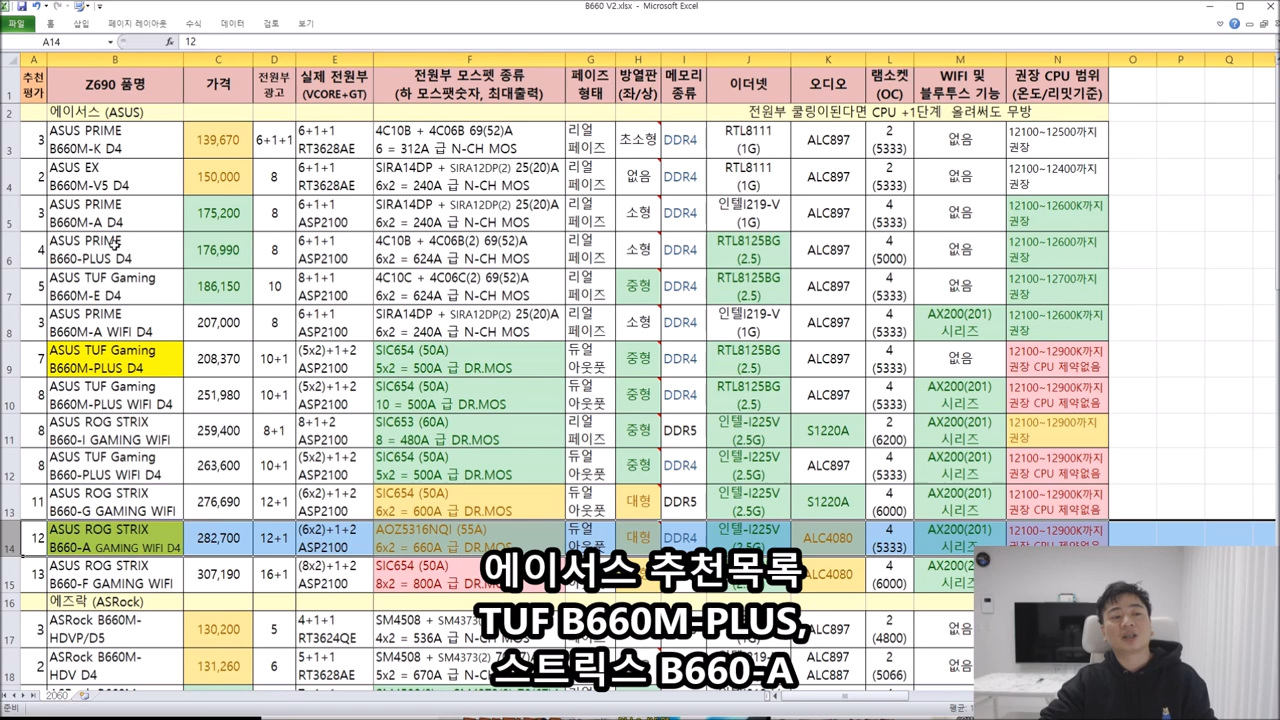 B660 V2.xlsx - Microsoft Excel
파일 홈 삽입 페이지 레이아웃 수식 데이터 검토 보기
A14 fx 12
A B C D E F G H I J K L M N O P Q R
1 추천평가 Z690 품명 가격 전원부 광고 실제 전원부 (VCORE+GT) 전원부 모스펫 종류 (하 모스팻숫자, 최대출력) 페이즈 형태 방열판 (좌/상) 메모리 종류 이더넷 오디오 램소켓 (OC) WIFI 및 블루투스 기능 권장 CPU 범위 (온도/리밋기준)
2 에이서스 (ASUS) 전원부 쿨링이된다면 CPU +1단계 올려써도 무방
3 3 ASUS PRIME B660M-K D4 139,670 6+1+1 6+1+1 RT3628AE 4C10B + 4C06B 69(52)A 6 = 312A 급 N-CH MOS 리얼 페이즈 초소형 DDR4 RTL8111 (1G) ALC897 2 (5333) 없음 12100~12500까지 권장
4 2 ASUS EX B660M-V5 D4 150,000 8 6+1+1 RT3628AE SIRA14DP + SIRA12DP(2) 25(20)A 6x2 = 240A 급 N-CH MOS 리얼 페이즈 없음 DDR4 RTL8111 (1G) ALC897 2 (5333) 없음 12100~12400까지 권장
5 3 ASUS PRIME B660M-A D4 175,200 8 6+1+1 ASP2100 SIRA14DP + SIRA12DP(2) 25(20)A 6x2 = 240A 급 N-CH MOS 리얼 페이즈 소형 DDR4 인텔I219-V (1G) ALC897 4 (5333) 없음 12100~12600K까지 권장
6 4 ASUS PRIME B660-PLUS D4 176,990 8 6+1+1 ASP2100 4C10B + 4C06B(2) 69(52)A 6x2 = 624A 급 N-CH MOS 리얼 페이즈 소형 DDR4 RTL8125BG (2.5) ALC897 4 (5000) 없음 12100~12600까지 권장
7 5 ASUS TUF Gaming B660M-E D4 186,150 10 8+1+1 ASP2100 4C10C + 4C06C(2) 69(52)A 6x2 = 624A 급 N-CH MOS 리얼 페이즈 중형 DDR4 RTL8125BG (2.5) ALC897 4 (5333) 없음 12100~12700까지 권장
8 3 ASUS PRIME B660M-A WIFI D4 207,000 8 6+1+1 ASP2100 SIRA14DP + SIRA12DP(2) 25(20)A 6x2 = 240A 급 N-CH MOS 리얼 페이즈 소형 DDR4 인텔I219-V (1G) ALC897 4 (5333) AX200(201) 시리즈 12100~12600까지 권장
9 7 ASUS TUF Gaming B660M-PLUS D4 208,370 10+1 (5x2)+1+2 ASP2100 SIC654 (50A) 5x2 = 500A 급 DR.MOS 듀얼 아웃풋 중형 DDR4 RTL8125BG (2.5) ALC897 4 (5333) 없음 12100~12900K까지 권장 CPU 제약없음
10 8 ASUS TUF Gaming B660M-PLUS WIFI D4 251,980 10+1 (5x2)+1+2 ASP2100 SIC654 (50A) 10 = 500A 급 DR.MOS 듀얼 아웃풋 중형 DDR4 RTL8125BG (2.5) ALC897 4 (5333) AX200(201) 시리즈 12100~12900K까지 권장 CPU 제약없음
11 8 ASUS ROG STRIX B660-I GAMING WIFI 259,400 8+1 8+1+2 ASP2100 SIC653 (60A) 8 = 480A 급 DR.MOS 리얼 페이즈 중형 DDR5 인텔-I225V (2.5G) S1220A 2 (6200) AX200(201) 시리즈 12100~12900까지 권장
12 8 ASUS TUF Gaming B660-PLUS WIFI D4 263,600 10+1 (5x2)+1+2 ASP2100 SIC654 (50A) 5x2 = 500A 급 DR.MOS 듀얼 아웃풋 중형 DDR4 인텔-I225V (2.5G) ALC897 4 (5333) AX200(201) 시리즈 12100~12900K까지 권장 CPU 제약없음
13 11 ASUS ROG STRIX B660-G GAMING WIFI 276,690 12+1 (6x2)+1+2 ASP2100 SIC654 (50A) 6x2 = 600A 급 DR.MOS 듀얼 아웃풋 대형 DDR5 인텔-I225V (2.5G) S1220A 4 (6000) AX200(201) 시리즈 12100~12900K까지 권장 CPU 제약없음
14 12 ASUS ROG STRIX B660-A GAMING WIFI D4 282,700 12+1 (6x2)+1+2 ASP2100 AOZ5316NQI (55A) 6x2 = 660A 급 DR.MOS 듀얼 아웃풋 대형 DDR4 인텔-I225V (2.5G) ALC4080 4 (5333) AX200(201) 시리즈 12100~12900K까지 권장 CPU 제약없음
15 13 ASUS ROG STRIX B660-F GAMING WIFI 307,190 16+1 (8x2)+1+2 ASP2100 SIC654 (50A) 8x2 = 800A 급 ALC4080 4 (6000) AX200(201)
16 에즈락 (ASRock)
17 3 ASRock B660M-HDVP/D5 130,200 5 4+1+1 RT3624QE SM4508 + 4x2 = 536A 급 N-CH ALC897 2 (4800) 없음
18 2 ASRock B660M-HDV D4 131,260 6 5+1+1 SM4508 + SM4373(2) 5x2 = 670A 급 ALC897 2 (5066) 없음
에이서스 추천목록
TUF B660M-PLUS,
스트릭스 B660-A
준비